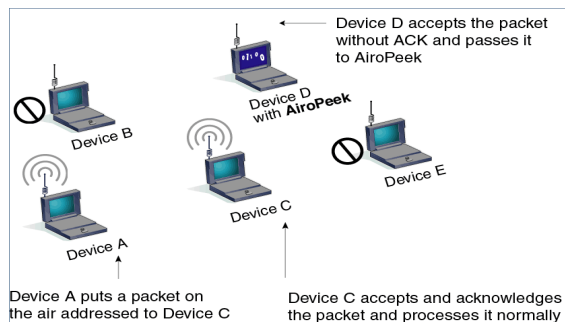 Device D accepts the packet
without ACK and passes it
to AiroPeek
Device D
with AiroPeek
Device B
Device E
Device C
Device A
Device A puts a packet on
the air addressed to Device C
Device C accepts and acknowledges
the packet and processes it normally